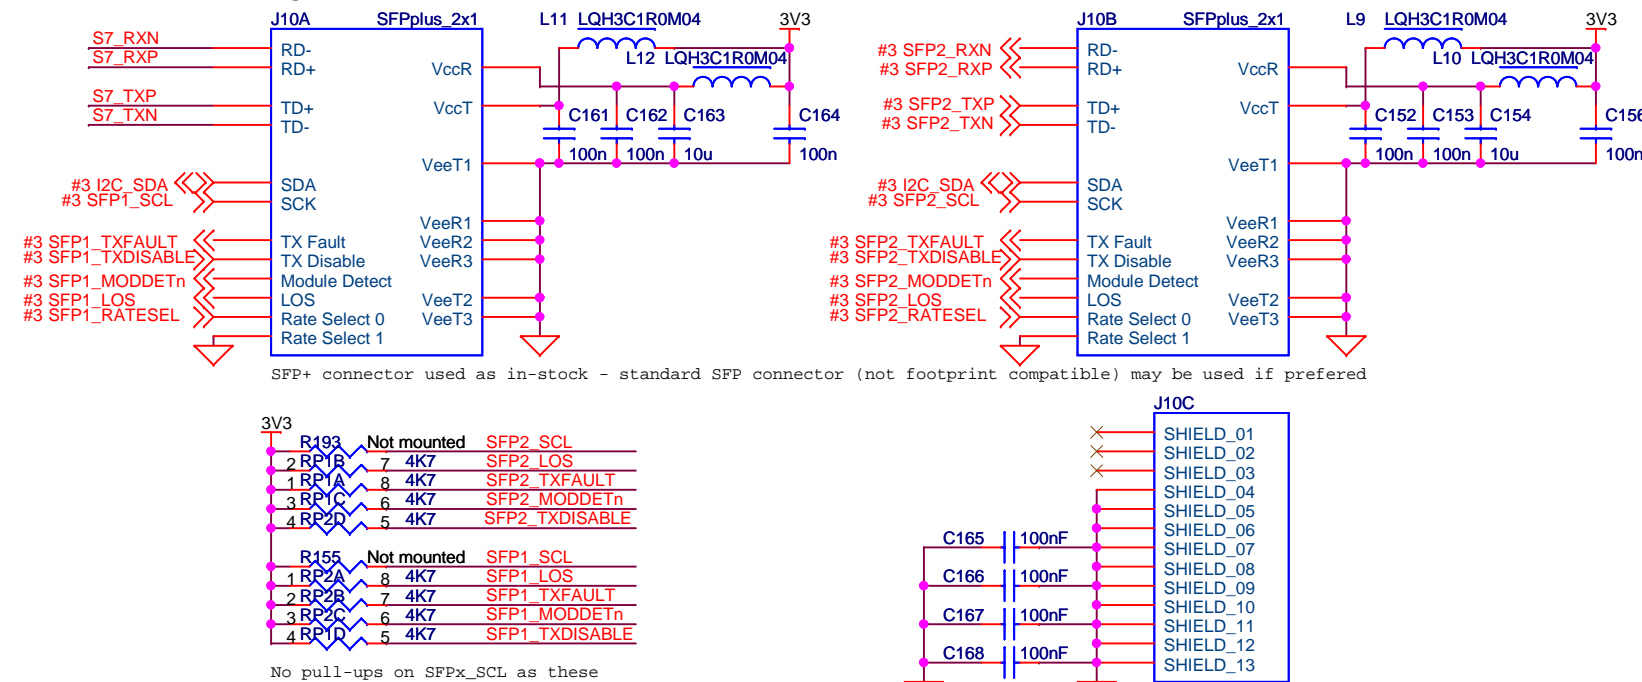 J10A SFPplus_2x1 L11 LQH3C1R0M04 3V3
S7_RXN RD-
S7_RXP RD+ VccR L12 LQH3C1R0M04
S7_TXP TD+ VccT
S7_TXN TD- C161 C162 C163 C164
100n 100n 10u 100n
VeeT1
#3 I2C_SDA SDA
#3 SFP1_SCL SCK
VeeR1
#3 SFP1_TXFAULT TX Fault VeeR2
#3 SFP1_TXDISABLE TX Disable VeeR3
#3 SFP1_MODDETn Module Detect
#3 SFP1_LOS LOS VeeT2
#3 SFP1_RATESEL Rate Select 0 VeeT3
Rate Select 1
J10B SFPplus_2x1 L9 LQH3C1R0M04 3V3
#3 SFP2_RXN RD-
#3 SFP2_RXP RD+ VccR L10 LQH3C1R0M04
#3 SFP2_TXP TD+ VccT
#3 SFP2_TXN TD- C152 C153 C154 C156
100n 100n 10u 100n
VeeT1
#3 I2C_SDA SDA
#3 SFP2_SCL SCK
VeeR1
#3 SFP2_TXFAULT TX Fault VeeR2
#3 SFP2_TXDISABLE TX Disable VeeR3
#3 SFP2_MODDETn Module Detect
#3 SFP2_LOS LOS VeeT2
#3 SFP2_RATESEL Rate Select 0 VeeT3
Rate Select 1
SFP+ connector used as in-stock - standard SFP connector (not footprint compatible) may be used if prefered
3V3
R193 Not mounted SFP2_SCL
2 RP1B 7 4K7 SFP2_LOS
1 RP1A 8 4K7 SFP2_TXFAULT
3 RP1C 6 4K7 SFP2_MODDETn
4 RP2D 5 4K7 SFP2_TXDISABLE
R155 Not mounted SFP1_SCL
1 RP2A 8 4K7 SFP1_LOS
2 RP2B 7 4K7 SFP1_TXFAULT
3 RP2C 6 4K7 SFP1_MODDETn
4 RP1D 5 4K7 SFP1_TXDISABLE
No pull-ups on SFPx_SCL as these
J10C
SHIELD_01
SHIELD_02
SHIELD_03
SHIELD_04
SHIELD_05
SHIELD_06
C165 100nF SHIELD_07
SHIELD_08
C166 100nF SHIELD_09
SHIELD_10
C167 100nF SHIELD_11
SHIELD_12
C168 100nF SHIELD_13